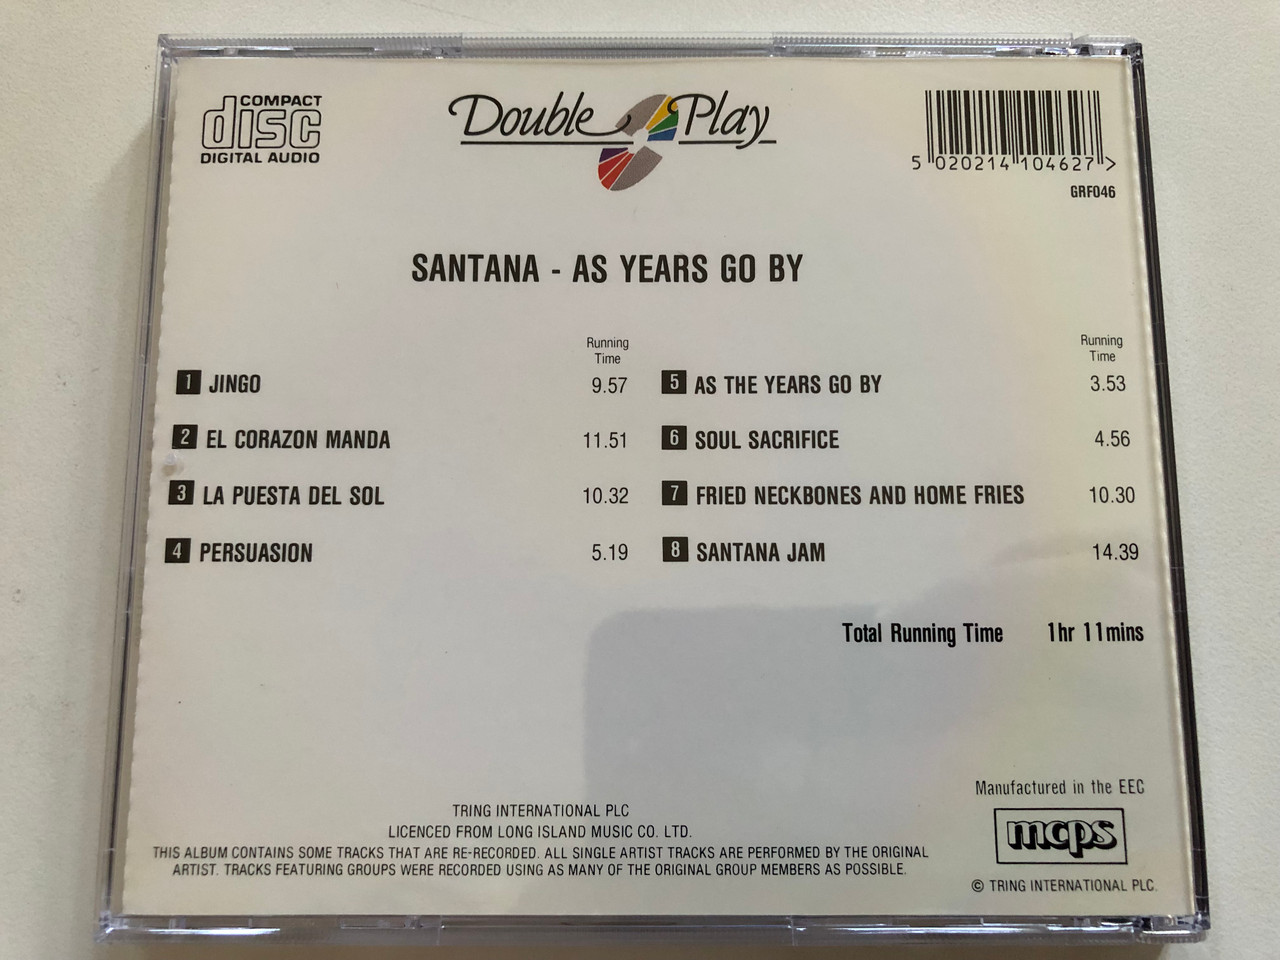 COMPACT
disc
DIGITAL AUDIO
Double Play
5 020214 104627 >
GRF046
SANTANA - AS YEARS GO BY
Running
Time
1 JINGO 9.57
2 EL CORAZON MANDA 11.51
3 LA PUESTA DEL SOL 10.32
4 PERSUASION 5.19
Running
Time
5 AS THE YEARS GO BY 3.53
6 SOUL SACRIFICE 4.56
7 FRIED NECKBONES AND HOME FRIES 10.30
8 SANTANA JAM 14.39
Total Running Time 1hr 11mins
TRING INTERNATIONAL PLC
LICENCED FROM LONG ISLAND MUSIC CO. LTD.
THIS ALBUM CONTAINS SOME TRACKS THAT ARE RE-RECORDED. ALL SINGLE ARTIST TRACKS ARE PERFORMED BY THE ORIGINAL
ARTIST. TRACKS FEATURING GROUPS WERE RECORDED USING AS MANY OF THE ORIGINAL GROUP MEMBERS AS POSSIBLE.
Manufactured in the EEC
mcps
© TRING INTERNATIONAL PLC.